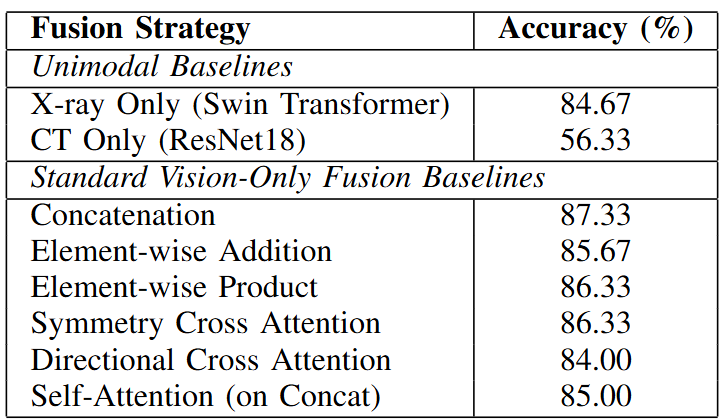 Fusion Strategy Accuracy (%)
Unimodal Baselines
X-ray Only (Swin Transformer) 84.67
CT Only (ResNet18) 56.33
Standard Vision-Only Fusion Baselines
Concatenation 87.33
Element-wise Addition 85.67
Element-wise Product 86.33
Symmetry Cross Attention 86.33
Directional Cross Attention 84.00
Self-Attention (on Concat) 85.00